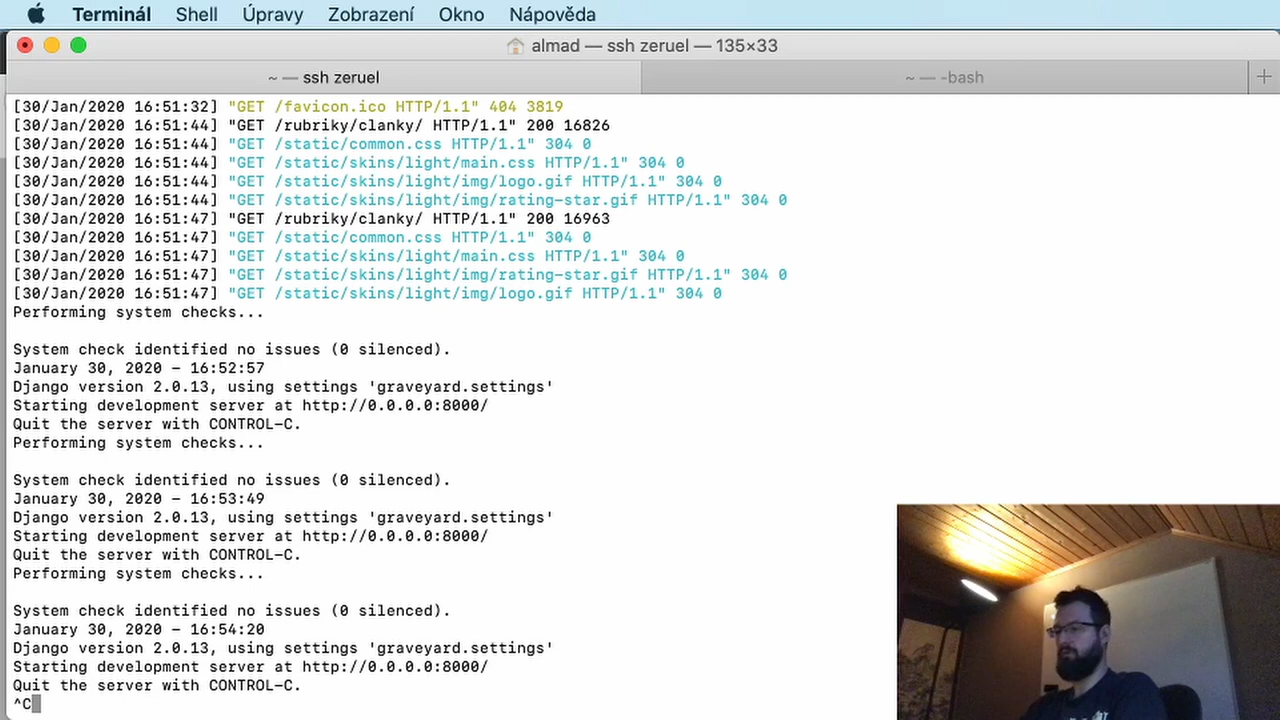 Terminál Shell Úpravy Zobrazení Okno Nápověda
almad — ssh zeruel — 135×33
~ — ssh zeruel
~ — -bash
[30/Jan/2020 16:51:32] "GET /favicon.ico HTTP/1.1" 404 3819
[30/Jan/2020 16:51:44] "GET /rubriky/clanky/ HTTP/1.1" 200 16826
[30/Jan/2020 16:51:44] "GET /static/common.css HTTP/1.1" 304 0
[30/Jan/2020 16:51:44] "GET /static/skins/light/main.css HTTP/1.1" 304 0
[30/Jan/2020 16:51:44] "GET /static/skins/light/img/logo.gif HTTP/1.1" 304 0
[30/Jan/2020 16:51:44] "GET /static/skins/light/img/rating-star.gif HTTP/1.1" 304 0
[30/Jan/2020 16:51:47] "GET /rubriky/clanky/ HTTP/1.1" 200 16963
[30/Jan/2020 16:51:47] "GET /static/common.css HTTP/1.1" 304 0
[30/Jan/2020 16:51:47] "GET /static/skins/light/main.css HTTP/1.1" 304 0
[30/Jan/2020 16:51:47] "GET /static/skins/light/img/rating-star.gif HTTP/1.1" 304 0
[30/Jan/2020 16:51:47] "GET /static/skins/light/img/logo.gif HTTP/1.1" 304 0
Performing system checks...
System check identified no issues (0 silenced).
January 30, 2020 - 16:52:57
Django version 2.0.13, using settings 'graveyard.settings'
Starting development server at http://0.0.0.0:8000/
Quit the server with CONTROL-C.
Performing system checks...
System check identified no issues (0 silenced).
January 30, 2020 - 16:53:49
Django version 2.0.13, using settings 'graveyard.settings'
Starting development server at http://0.0.0.0:8000/
Quit the server with CONTROL-C.
Performing system checks...
System check identified no issues (0 silenced).
January 30, 2020 - 16:54:20
Django version 2.0.13, using settings 'graveyard.settings'
Starting development server at http://0.0.0.0:8000/
Quit the server with CONTROL-C.
^C